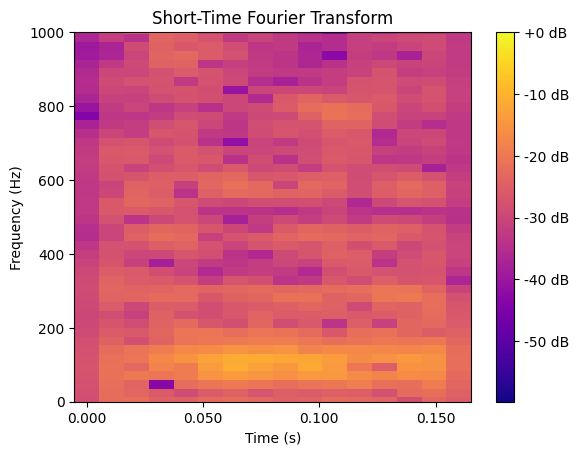 Short-Time Fourier Transform
1000
800
600
400
200
0
Frequency (Hz)
0.000
0.050
0.100
0.150
Time (s)
+0 dB
-10 dB
-20 dB
-30 dB
-40 dB
-50 dB